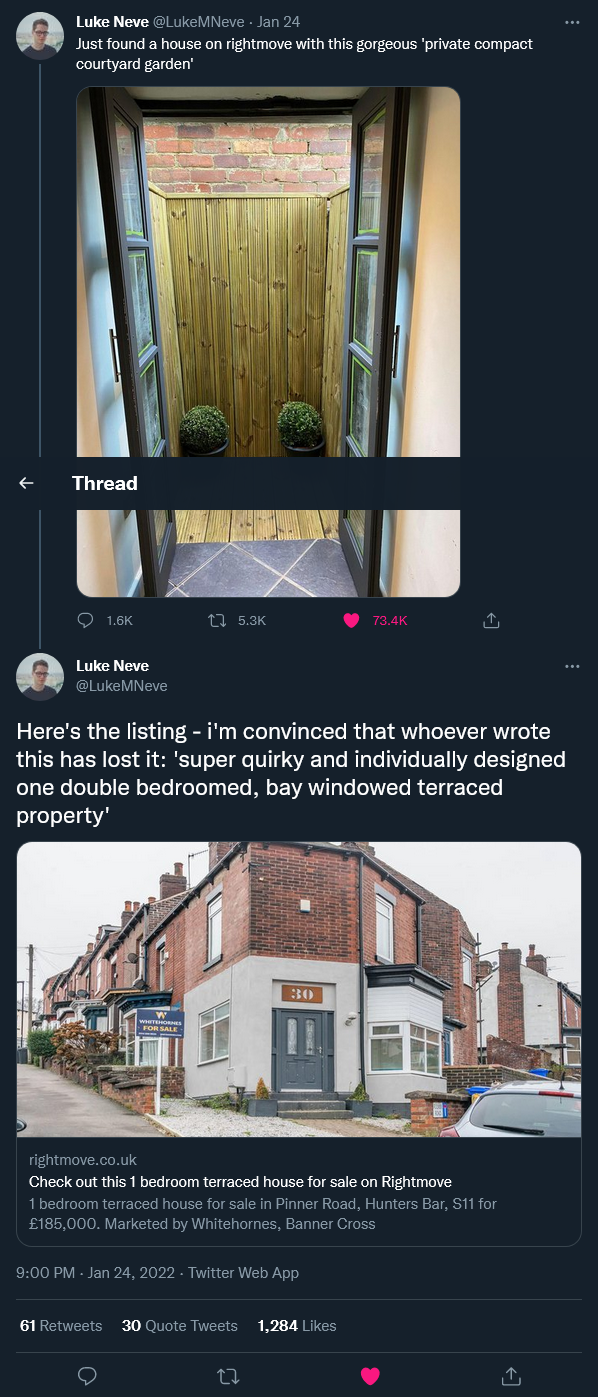 Luke Neve @LukeMNeve · Jan 24
Just found a house on rightmove with this gorgeous 'private compact
courtyard garden'
Thread
1.6K 5.3K 73.4K
Luke Neve
@LukeMNeve
Here's the listing - i'm convinced that whoever wrote
this has lost it: 'super quirky and individually designed
one double bedroomed, bay windowed terraced
property'
30
WHITEHORNES
FOR SALE
rightmove.co.uk
Check out this 1 bedroom terraced house for sale on Rightmove
1 bedroom terraced house for sale in Pinner Road, Hunters Bar, S11 for
£185,000. Marketed by Whitehornes, Banner Cross
9:00 PM · Jan 24, 2022 · Twitter Web App
61 Retweets 30 Quote Tweets 1,284 Likes